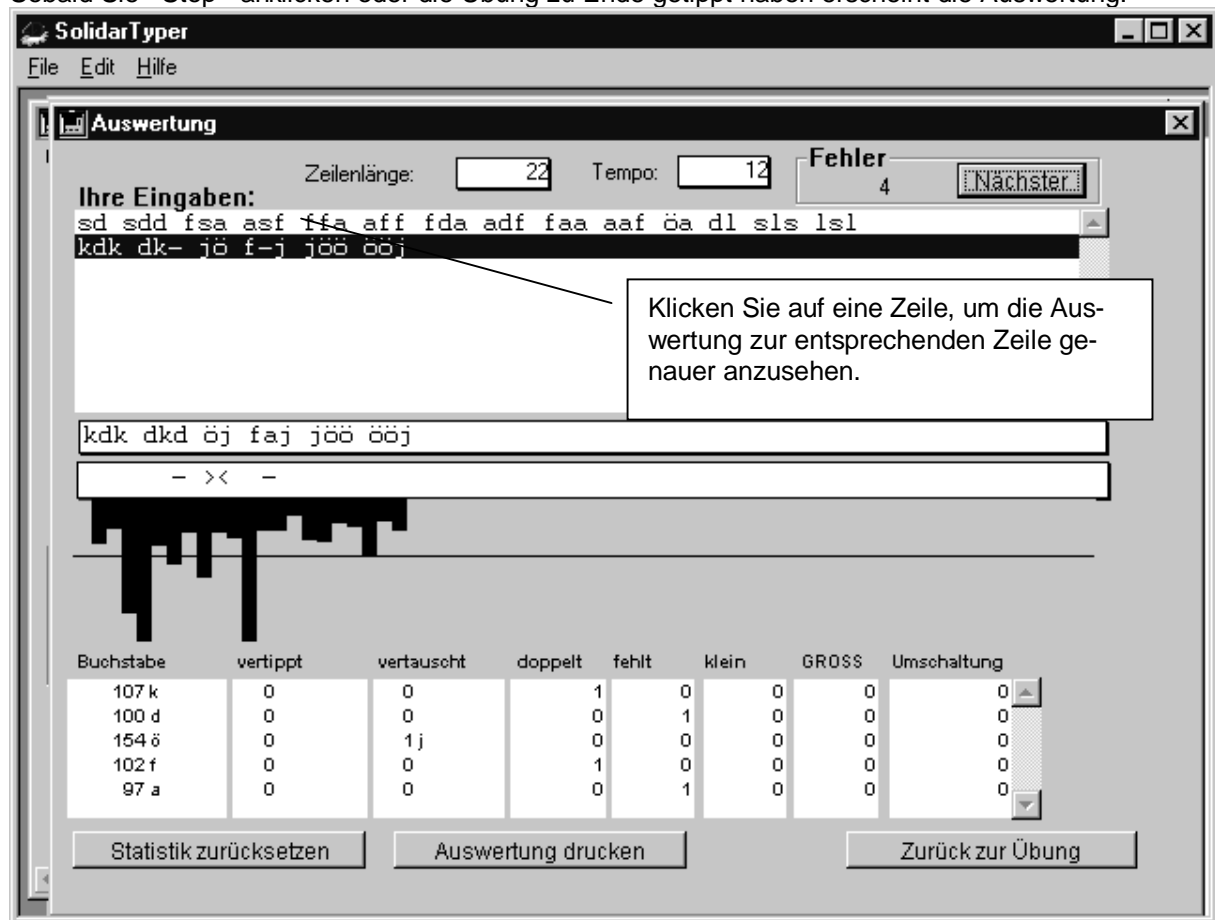 Sobald Sie "Stop" anklicken oder die Übung zu Ende getippt haben erscheint die Auswertung.
SolidarTyper
File Edit Hilfe
Auswertung
Zeilenlänge: 22 Tempo: 12 Fehler 4 Nächster
Ihre Eingaben:
sd sdd fsa asf ffa aff fda adf faa aaf öa dl sls lsl
kdk dk- jö f-j jöö ööj
Klicken Sie auf eine Zeile, um die Aus-
wertung zur entsprechenden Zeile ge-
nauer anzusehen.
kdk dkd öj faj jöö ööj
- >< -
Buchstabe vertippt vertauscht doppelt fehlt klein GROSS Umschaltung
107 k 0 0 1 0 0 0 0
100 d 0 0 0 1 0 0 0
154 ö 0 1 j 0 0 0 0 0
102 f 0 0 1 0 0 0 0
97 a 0 0 0 1 0 0 0
Statistik zurücksetzen Auswertung drucken Zurück zur Übung